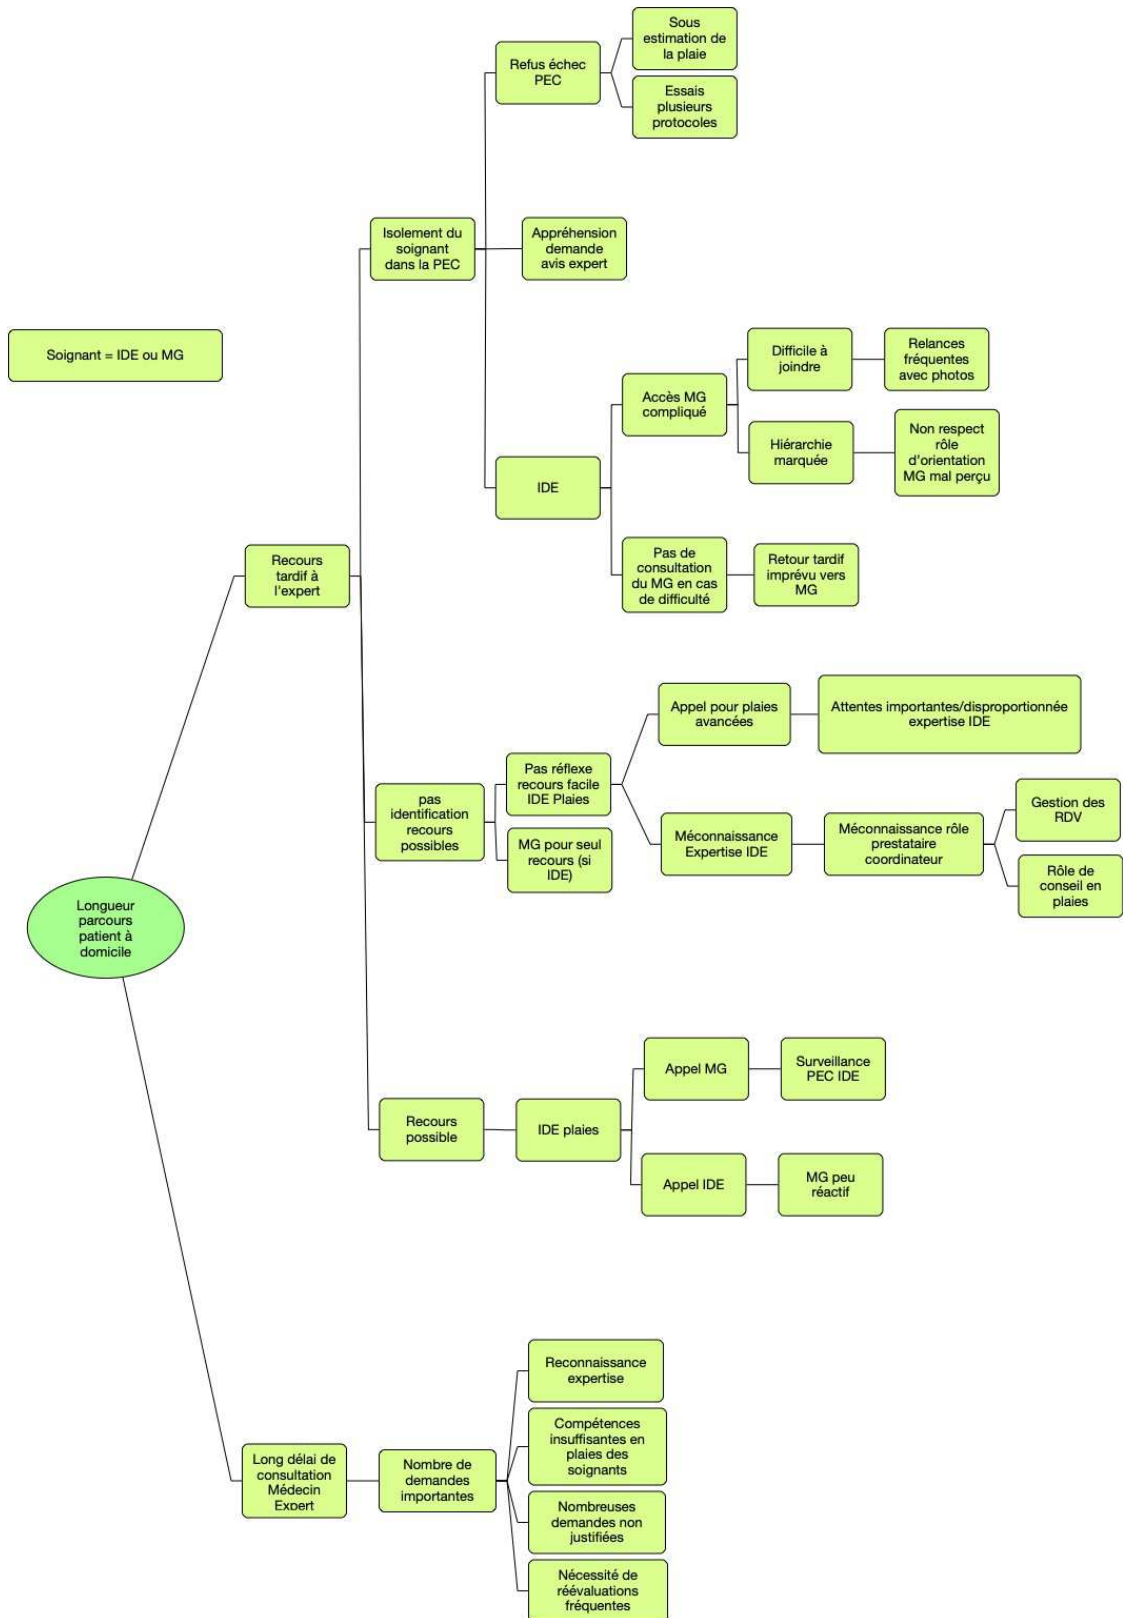 Sous
estimation de
la plaie
Refus échec
PEC
Essais
plusieurs
protocoles
Isolement du
soignant
dans la PEC
Appréhension
demande
avis expert
Soignant = IDE ou MG
Difficile à
joindre
Relances
fréquentes
avec photos
Accès MG
compliqué
Hiérarchie
marquée
Non respect
rôle
d'orientation
MG mal perçu
IDE
Pas de
consultation
du MG en cas
de difficulté
Retour tardif
imprévu vers
MG
Recours
tardif à
l'expert
Appel pour plaies
avancées
Attentes importantes/disproportionnée
expertise IDE
Pas réflexe
recours facile
IDE Plaies
pas
identification
recours
possibles
MG pour seul
recours (si
IDE)
Méconnaissance
Expertise IDE
Méconnaissance rôle
prestataire
coordinateur
Gestion des
RDV
Rôle de
conseil en
plaies
Longueur
parcours
patient à
domicile
Appel MG
Surveillance
PEC IDE
Recours
possible
IDE plaies
Appel IDE
MG peu
réactif
Reconnaissance
expertise
Compétences
insuffisantes en
plaies des
soignants
Long délai de
consultation
Médecin
Expert
Nombre de
demandes
importantes
Nombreuses
demandes non
justifiées
Nécessité de
réévaluations
fréquentes